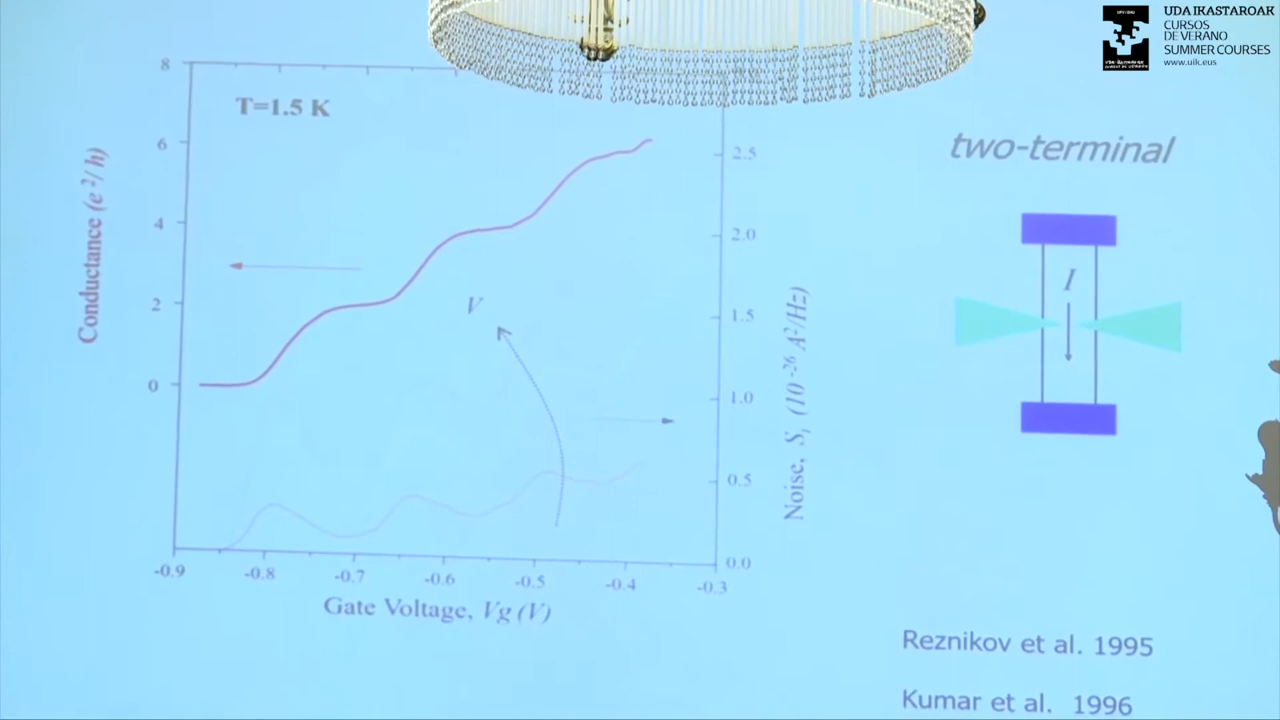 UDA IKASTAROAK
CURSOS
DE VERANO
SUMMER COURSES
www.uik.eus
T=1.5 K
Conductance (e²/h)
8
6
4
2
0
2.5
2.0
1.5
1.0
0.5
0.0
Noise, S_i (10⁻²⁶ A²/Hz)
V
-0.9
-0.8
-0.7
-0.6
-0.5
-0.4
-0.3
Gate Voltage, Vg (V)
two-terminal
I
Reznikov et al. 1995
Kumar et al. 1996